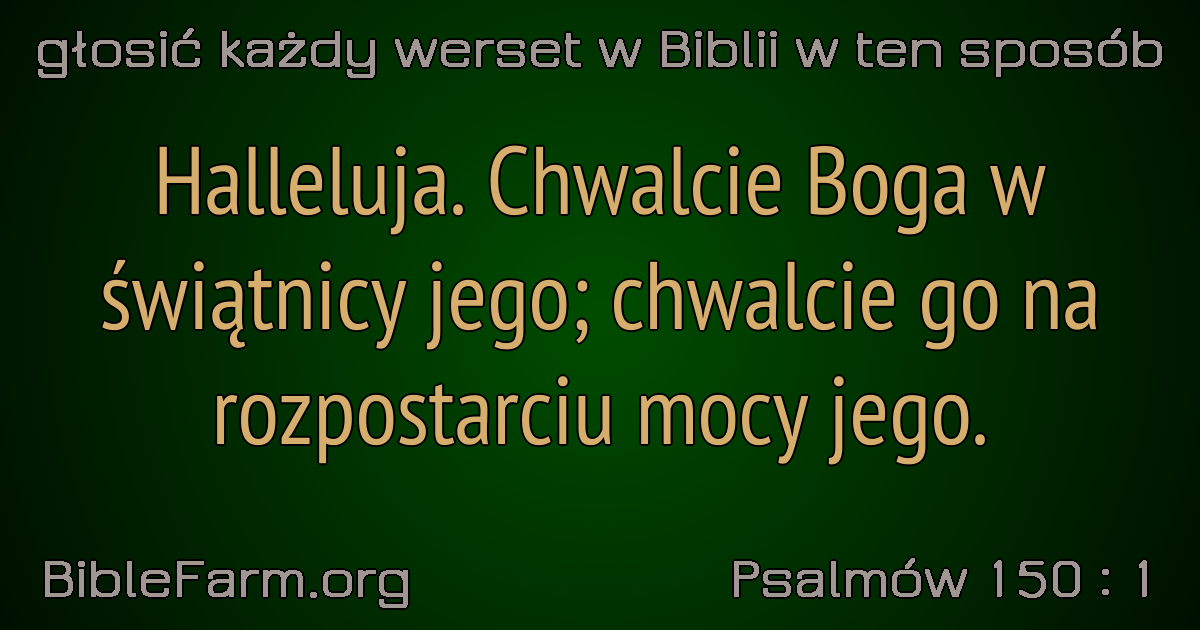 głosić każdy werset w Biblii w ten sposób
Halleluja. Chwalcie Boga w
świątnicy jego; chwalcie go na
rozpostarciu mocy jego.
BibleFarm.org
Psalmów 150 : 1